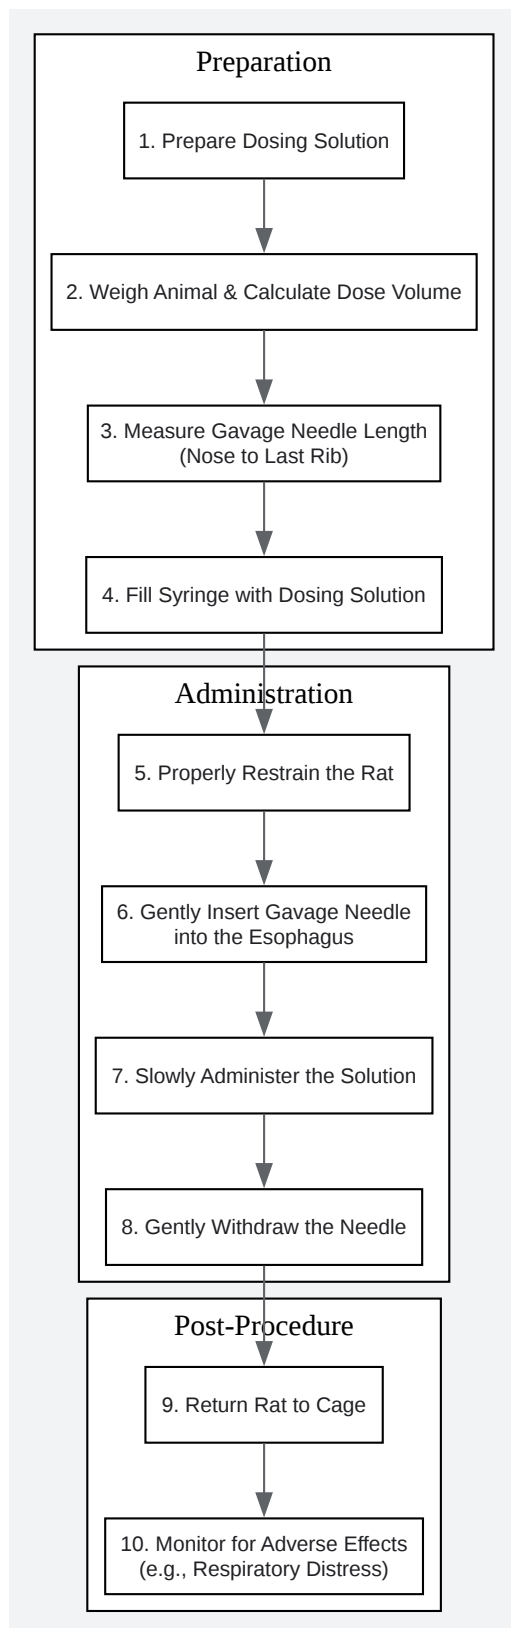 Preparation
1. Prepare Dosing Solution
2. Weigh Animal & Calculate Dose Volume
3. Measure Gavage Needle Length
(Nose to Last Rib)
4. Fill Syringe with Dosing Solution
Administration
5. Properly Restrain the Rat
6. Gently Insert Gavage Needle
into the Esophagus
7. Slowly Administer the Solution
8. Gently Withdraw the Needle
Post-Procedure
9. Return Rat to Cage
10. Monitor for Adverse Effects
(e.g., Respiratory Distress)